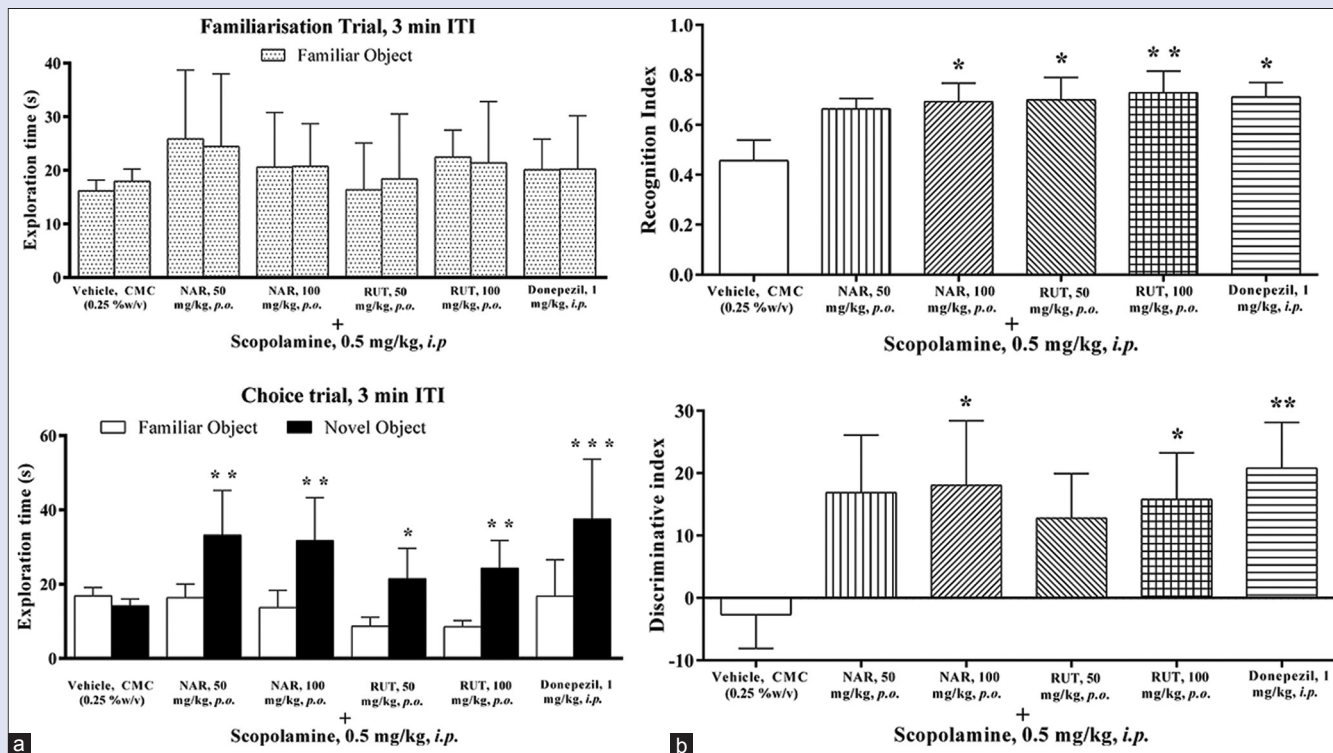 Familiarisation Trial, 3 min ITI
Familiar Object
Exploration time (s)
40
30
20
10
0
Vehicle, CMC
(0.25 %w/v)
NAR, 50
mg/kg, p.o.
NAR, 100
mg/kg, p.o.
RUT, 50
mg/kg, p.o.
RUT, 100
mg/kg, p.o.
Donepezil, 1
mg/kg, i.p.
+
Scopolamine, 0.5 mg/kg, i.p
Recognition Index
1.0
0.8
0.6
0.4
0.2
0.0
*
*
* *
*
Vehicle, CMC
(0.25 %w/v)
NAR, 50
mg/kg, p.o.
NAR, 100
mg/kg, p.o.
RUT, 50
mg/kg, p.o.
RUT, 100
mg/kg, p.o.
Donepezil, 1
mg/kg, i.p.
+
Scopolamine, 0.5 mg/kg, i.p.
Choice trial, 3 min ITI
Familiar Object
Novel Object
Exploration time (s)
60
40
20
0
* *
* *
*
* *
* * *
Vehicle, CMC
(0.25 %w/v)
NAR, 50
mg/kg, p.o.
NAR, 100
mg/kg, p.o.
RUT, 50
mg/kg, p.o.
RUT, 100
mg/kg, p.o.
Donepezil, 1
mg/kg, i.p.
+
Scopolamine, 0.5 mg/kg, i.p.
a
Discriminative index
30
20
10
0
-10
*
*
**
Vehicle, CMC
(0.25 %w/v)
NAR, 50
mg/kg, p.o.
NAR, 100
mg/kg, p.o.
RUT, 50
mg/kg, p.o.
RUT, 100
mg/kg, p.o.
Donepezil, 1
mg/kg, i.p.
+
Scopolamine, 0.5 mg/kg, i.p.
b